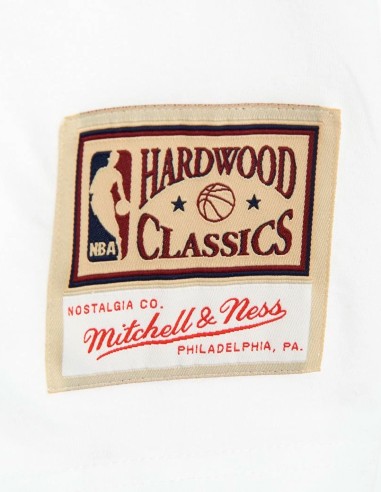 HARDWOOD
CLASSICS
NBA
NOSTALGIA CO.
Mitchell & Ness
PHILADELPHIA, PA.